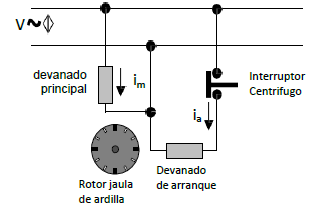 V~
devanado
principal
im
Interruptor
Centrifugo
ia
Rotor jaula
de ardilla
Devanado
de arranque